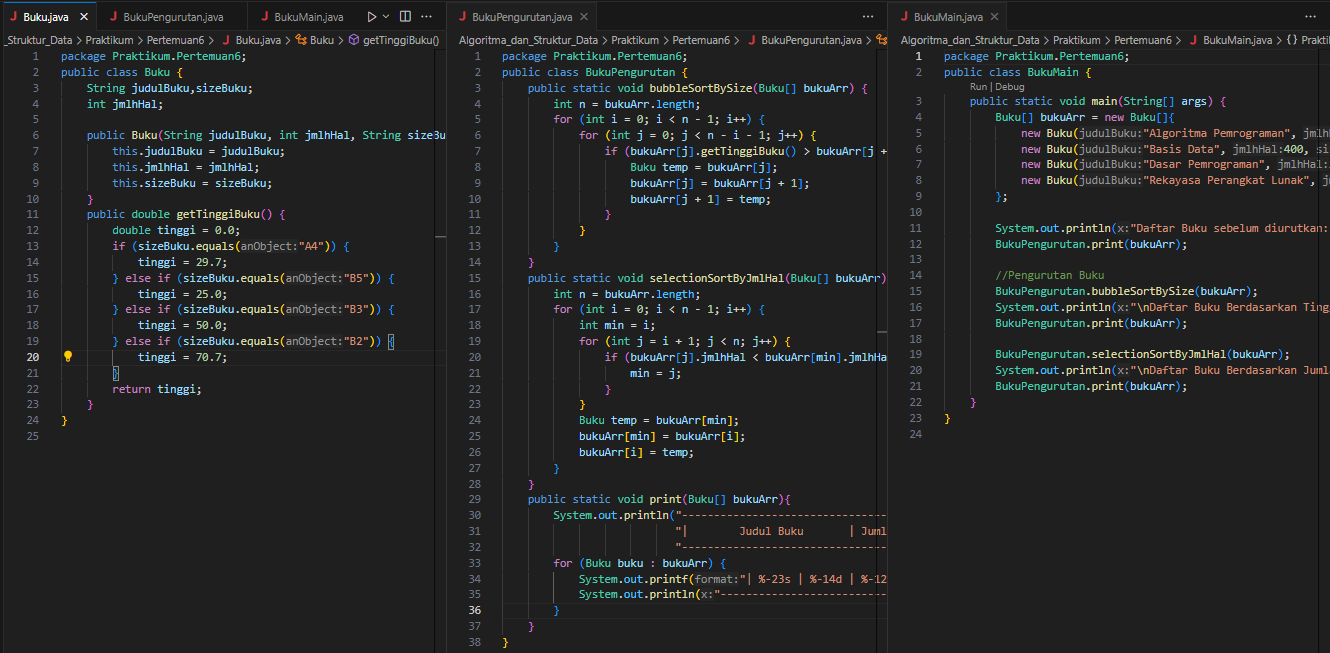 Buku.java
BukuPengurutan.java
BukuMain.java
_Struktur_Data > Praktikum > Pertemuan6 > Buku.java > Buku > getTinggiBuku()
1 package Praktikum.Pertemuan6;
2 public class Buku {
3 String judulBuku,sizeBuku;
4 int jmlhHal;
5
6 public Buku(String judulBuku, int jmlhHal, String sizeBu
7 this.judulBuku = judulBuku;
8 this.jmlhHal = jmlhHal;
9 this.sizeBuku = sizeBuku;
10 }
11 public double getTinggiBuku() {
12 double tinggi = 0.0;
13 if (sizeBuku.equals(anObject:"A4")) {
14 tinggi = 29.7;
15 } else if (sizeBuku.equals(anObject:"B5")) {
16 tinggi = 25.0;
17 } else if (sizeBuku.equals(anObject:"B3")) {
18 tinggi = 50.0;
19 } else if (sizeBuku.equals(anObject:"B2")) {
20 tinggi = 70.7;
21 }
22 return tinggi;
23 }
24 }
25
BukuPengurutan.java
Algoritma_dan_Struktur_Data > Praktikum > Pertemuan6 > BukuPengurutan.java >
1 package Praktikum.Pertemuan6;
2 public class BukuPengurutan {
3 public static void bubbleSortBySize(Buku[] bukuArr) {
4 int n = bukuArr.length;
5 for (int i = 0; i < n - 1; i++) {
6 for (int j = 0; j < n - i - 1; j++) {
7 if (bukuArr[j].getTinggiBuku() > bukuArr[j +
8 Buku temp = bukuArr[j];
9 bukuArr[j] = bukuArr[j + 1];
10 bukuArr[j + 1] = temp;
11 }
12 }
13 }
14 }
15 public static void selectionSortByJmlHal(Buku[] bukuArr)
16 int n = bukuArr.length;
17 for (int i = 0; i < n - 1; i++) {
18 int min = i;
19 for (int j = i + 1; j < n; j++) {
20 if (bukuArr[j].jmlhHal < bukuArr[min].jmlhHa
21 min = j;
22 }
23 }
24 Buku temp = bukuArr[min];
25 bukuArr[min] = bukuArr[i];
26 bukuArr[i] = temp;
27 }
28 }
29 public static void print(Buku[] bukuArr){
30 System.out.println("--------------------------------
31 "| Judul Buku | Juml
32 "--------------------------------
33 for (Buku buku : bukuArr) {
34 System.out.printf(format:"| %-23s | %-14d | %-12
35 System.out.println(x:"--------------------------
36 }
37 }
38 }
BukuMain.java
Algoritma_dan_Struktur_Data > Praktikum > Pertemuan6 > BukuMain.java > {} Prakti
1 package Praktikum.Pertemuan6;
2 public class BukuMain {
Run | Debug
3 public static void main(String[] args) {
4 Buku[] bukuArr = new Buku[]{
5 new Buku(judulBuku:"Algoritma Pemrograman", jmlh
6 new Buku(judulBuku:"Basis Data", jmlhHal:400, si
7 new Buku(judulBuku:"Dasar Pemrograman", jmlhHal:
8 new Buku(judulBuku:"Rekayasa Perangkat Lunak", j
9 };
10
11 System.out.println(x:"Daftar Buku sebelum diurutkan:
12 BukuPengurutan.print(bukuArr);
13
14 //Pengurutan Buku
15 BukuPengurutan.bubbleSortBySize(bukuArr);
16 System.out.println(x:"\nDaftar Buku Berdasarkan Ting
17 BukuPengurutan.print(bukuArr);
18
19 BukuPengurutan.selectionSortByJmlHal(bukuArr);
20 System.out.println(x:"\nDaftar Buku Berdasarkan Juml
21 BukuPengurutan.print(bukuArr);
22 }
23 }
24